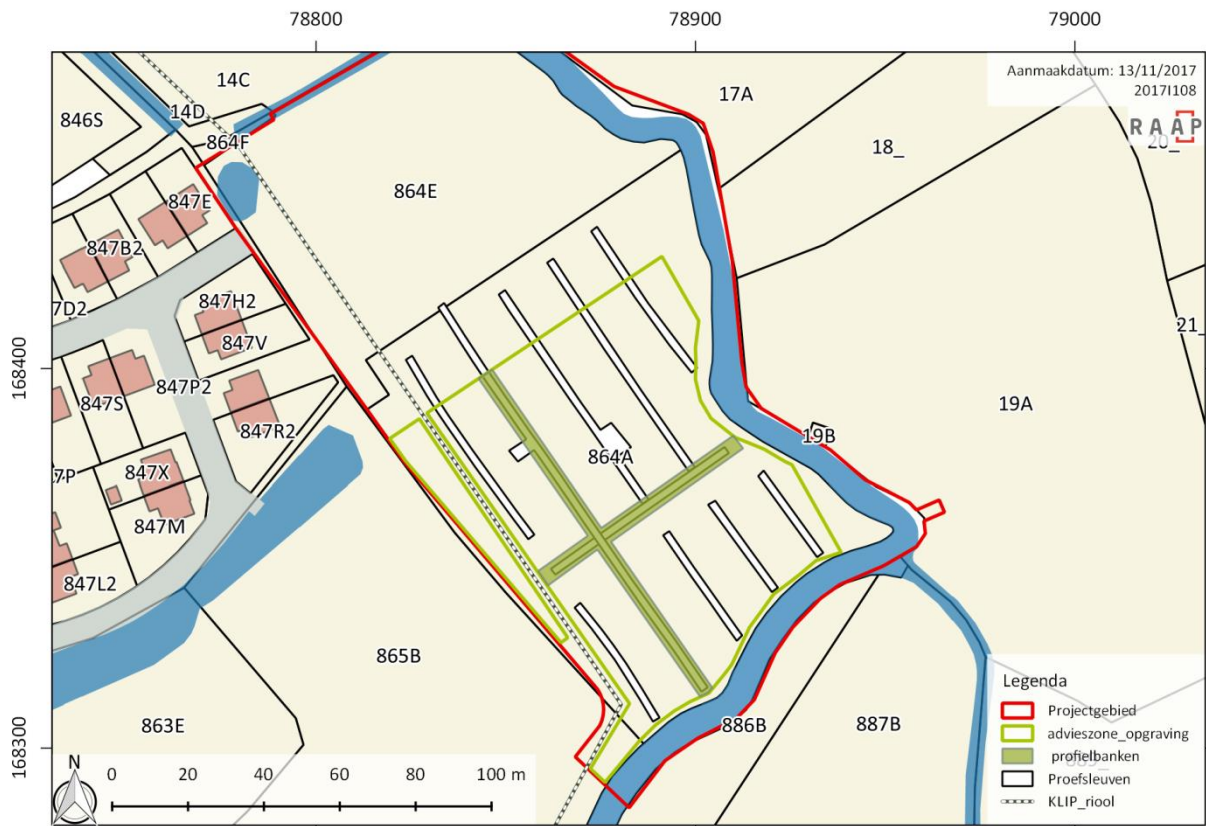 78800 78900 79000
14C
Aanmaakdatum: 13/11/2017
2017I108
17A
846S
14D
RAAP
864F
20_
18_
847E
864E
847B2
847H2
7D2
847V
21_
168400
847P2
847S
19A
847R2
19B
864A
847X
7P
847M
847L2
865B
Legenda
863E
886B
887B
Projectgebied
advieszone_opgraving
profielbanken
Proefsleuven
KLIP_riool
168300
N
0 20 40 60 80 100 m